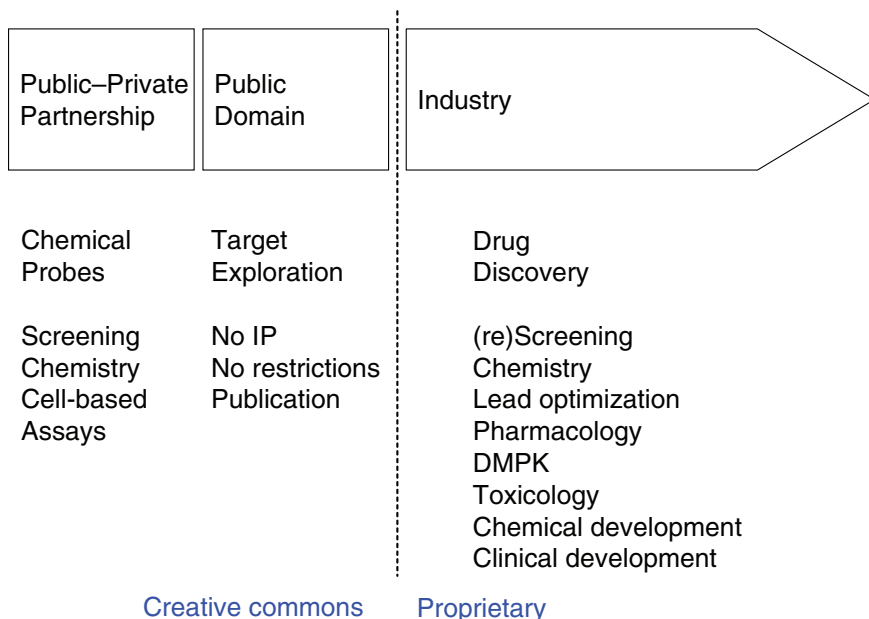 Public–Private
Partnership
Public
Domain
Industry
Chemical
Probes
Target
Exploration
Drug
Discovery
Screening
Chemistry
Cell-based
Assays
No IP
No restrictions
Publication
(re)Screening
Chemistry
Lead optimization
Pharmacology
DMPK
Toxicology
Chemical development
Clinical development
Creative commons
Proprietary